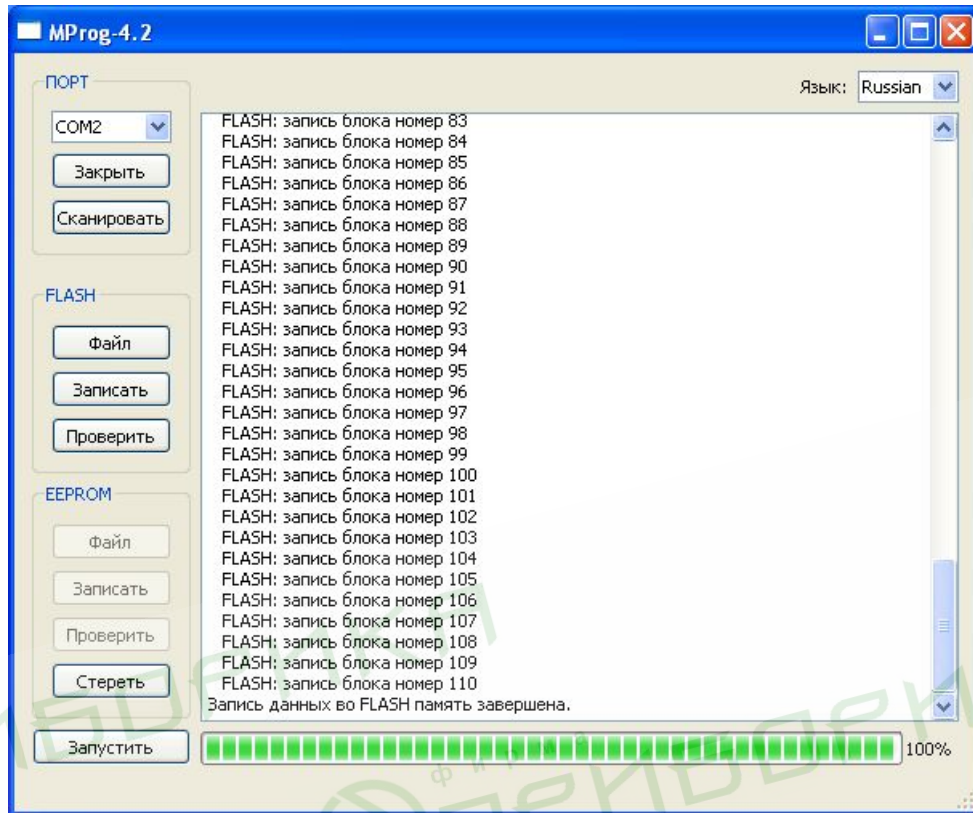 MProg-4.2
ПОРТ
Язык: Russian
COM2
Закрыть
Сканировать
FLASH
Файл
Записать
Проверить
EEPROM
Файл
Записать
Проверить
Стереть
FLASH: запись блока номер 83
FLASH: запись блока номер 84
FLASH: запись блока номер 85
FLASH: запись блока номер 86
FLASH: запись блока номер 87
FLASH: запись блока номер 88
FLASH: запись блока номер 89
FLASH: запись блока номер 90
FLASH: запись блока номер 91
FLASH: запись блока номер 92
FLASH: запись блока номер 93
FLASH: запись блока номер 94
FLASH: запись блока номер 95
FLASH: запись блока номер 96
FLASH: запись блока номер 97
FLASH: запись блока номер 98
FLASH: запись блока номер 99
FLASH: запись блока номер 100
FLASH: запись блока номер 101
FLASH: запись блока номер 102
FLASH: запись блока номер 103
FLASH: запись блока номер 104
FLASH: запись блока номер 105
FLASH: запись блока номер 106
FLASH: запись блока номер 107
FLASH: запись блока номер 108
FLASH: запись блока номер 109
FLASH: запись блока номер 110
Запись данных во FLASH память завершена.
Запустить
100%
фирма